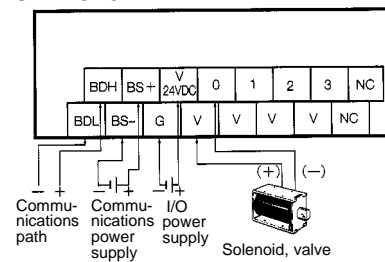 BDH BS+ V 24VDC 0 1 2 3 NC
BDL BS- G V V V V NC
(+) (-)
- + - + - +
Commu-nications path
Commu-nications power supply
I/O power supply
Solenoid, valve